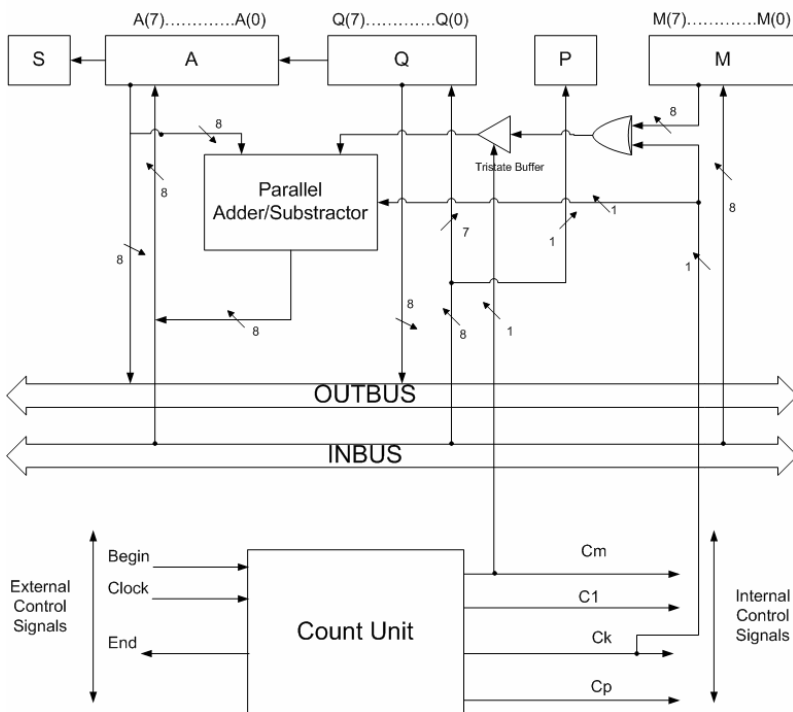 A(7)………….A(0)
Q(7)………….Q(0)
M(7)………….M(0)
S
A
Q
P
M
8
8
Tristate Buffer
Parallel
Adder/Substractor
8
7
1
1
8
8
1
8
8
8
1
OUTBUS
INBUS
Begin
Clock
End
External
Control
Signals
Count Unit
Cm
C1
Ck
Cp
Internal
Control
Signals